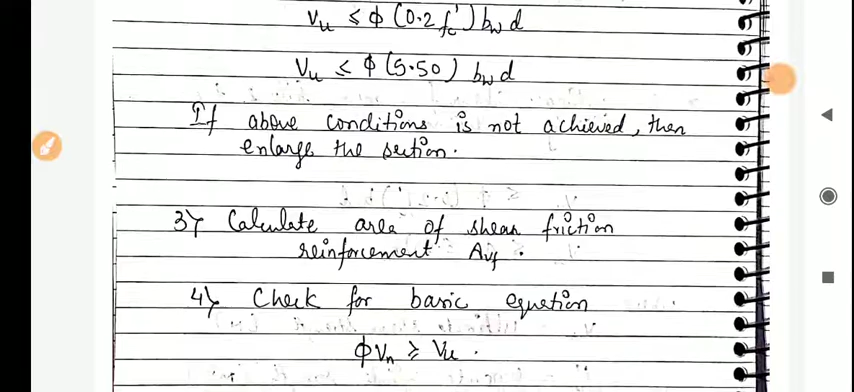 Vu ≤ ϕ (0.2 fc') bw d
Vu ≤ ϕ (5.50) bw d
If above conditions is not achieved, then
enlarge the section.
3) Calculate area of shear friction
reinforcement Avf.
4) Check for basic equation
ϕVn ≥ Vu.